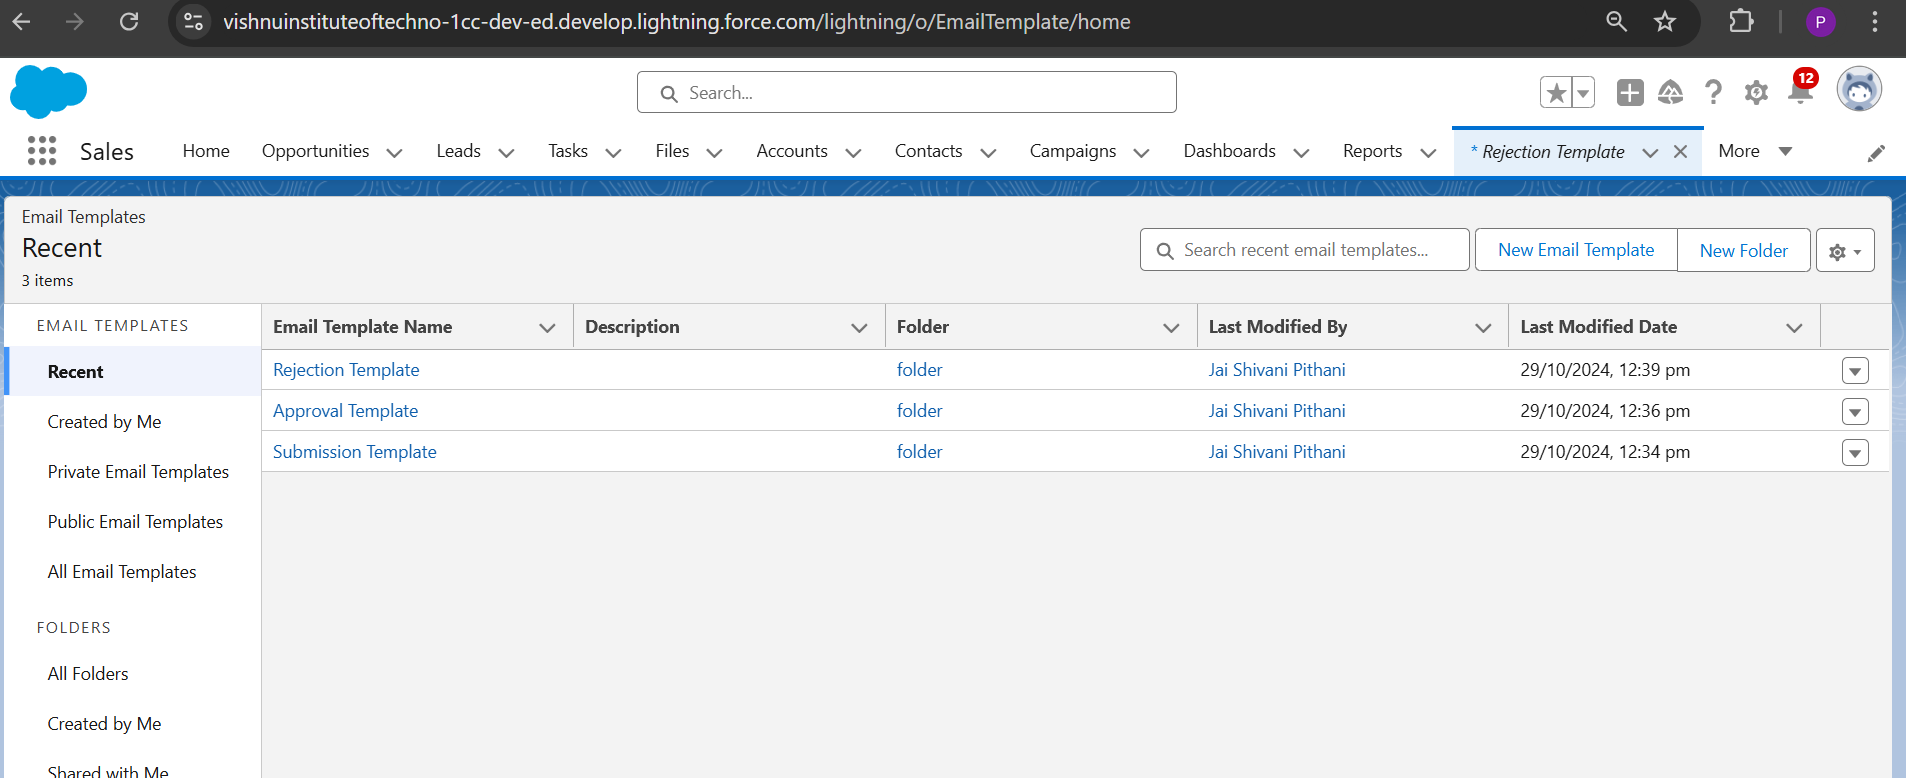 vishnuinstituteoftechno-1cc-dev-ed.develop.lightning.force.com/lightning/o/EmailTemplate/home
P
Search...
12
Sales
Home
Opportunities
Leads
Tasks
Files
Accounts
Contacts
Campaigns
Dashboards
Reports
* Rejection Template
More
Email Templates
Recent
3 items
Search recent email templates...
New Email Template
New Folder
EMAIL TEMPLATES
Recent
Created by Me
Private Email Templates
Public Email Templates
All Email Templates
FOLDERS
All Folders
Created by Me
Shared with Me
Email Template Name Description Folder Last Modified By Last Modified Date
Rejection Template folder Jai Shivani Pithani 29/10/2024, 12:39 pm
Approval Template folder Jai Shivani Pithani 29/10/2024, 12:36 pm
Submission Template folder Jai Shivani Pithani 29/10/2024, 12:34 pm